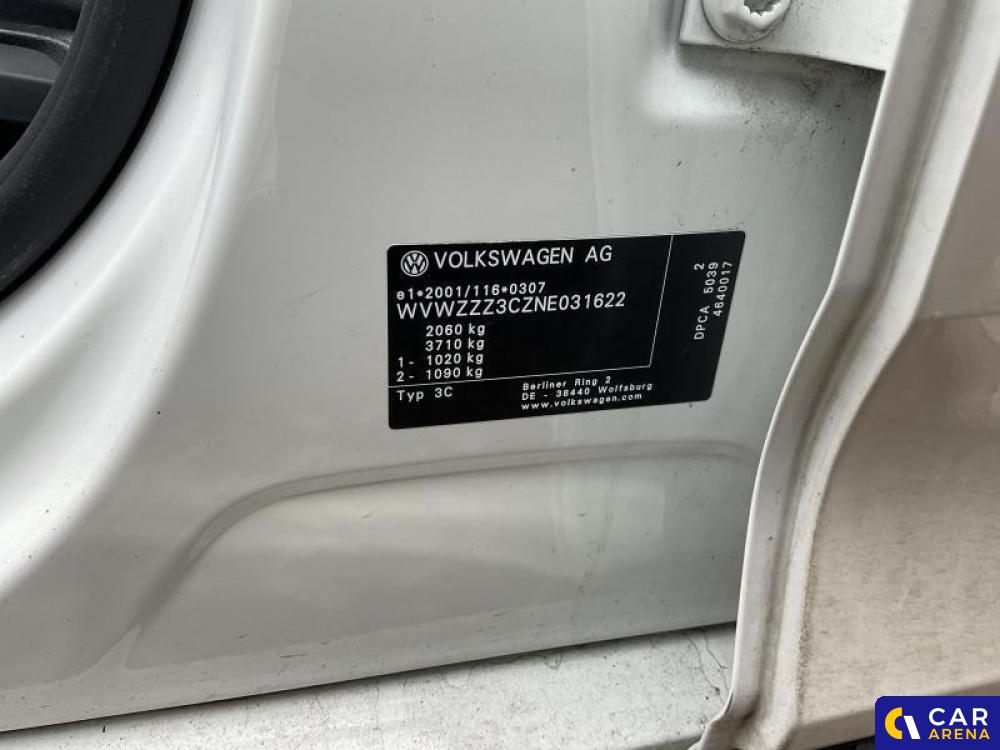 VOLKSWAGEN AG
e1*2001/116*0307
WVWZZZ3CZNE031622
2060 kg
3710 kg
1- 1020 kg
2- 1090 kg
Typ 3C
Berliner Ring 2
DE - 38440 Wolfsburg
www.volkswagen.com
2
DPCA 5039
4640017
CAR
ARENA